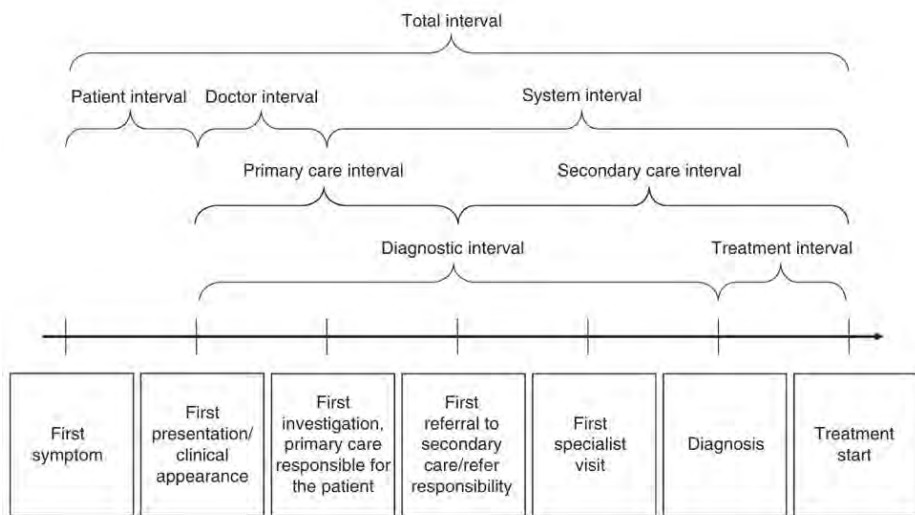 Total interval
Patient interval Doctor interval System interval
Primary care interval Secondary care interval
Diagnostic interval Treatment interval
First
symptom
First
presentation/
clinical
appearance
First
investigation,
primary care
responsible for
the patient
First
referral to
secondary
care/refer
responsibility
First
specialist
visit
Diagnosis
Treatment
start